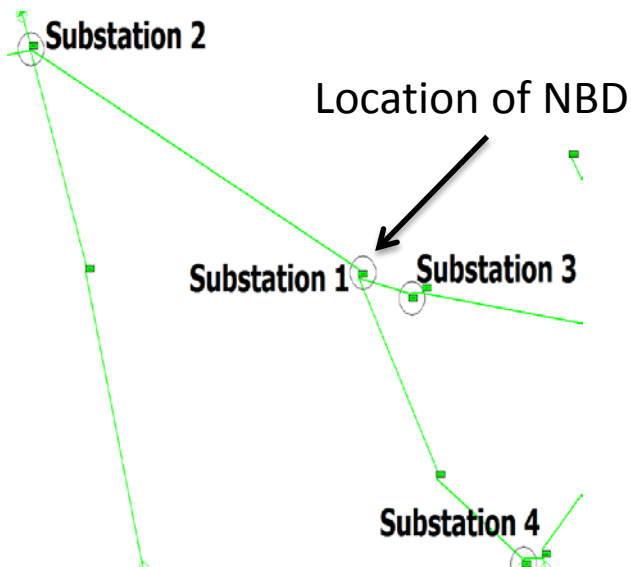 Substation 2
Location of NBD
Substation 1
Substation 3
Substation 4